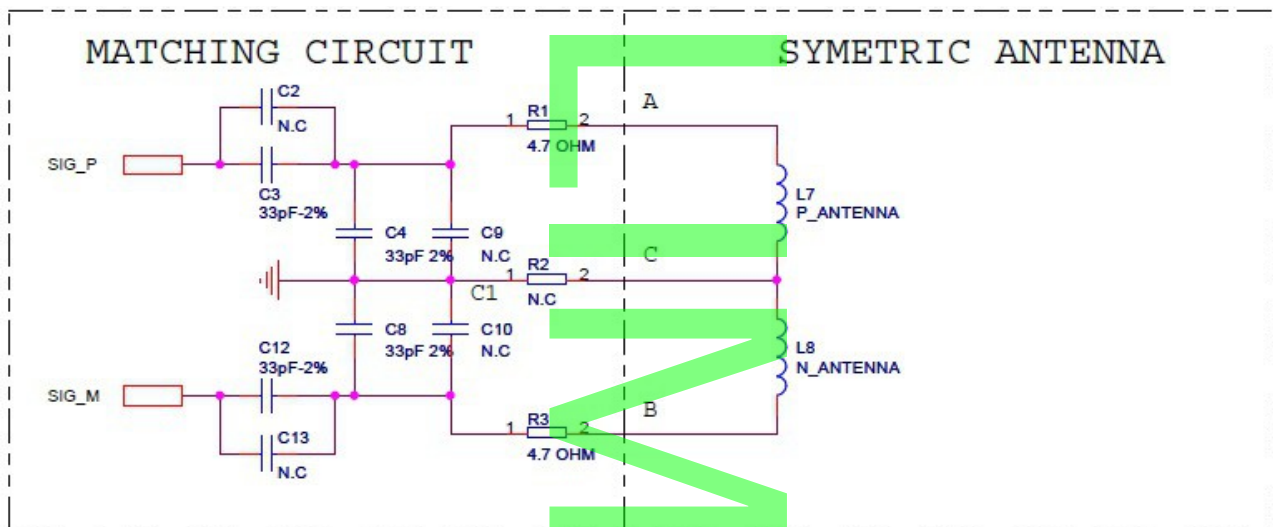 MATCHING CIRCUIT
SYMETRIC ANTENNA
C2
N.C
R1
A
1
2
4.7 OHM
SIG_P
C3
33pF-2%
L7
P_ANTENNA
C4
33pF 2%
C9
N.C
R2
C
1
2
C1
N.C
C8
33pF 2%
C10
N.C
C12
33pF-2%
L8
N_ANTENNA
SIG_M
R3
B
1
2
4.7 OHM
C13
N.C